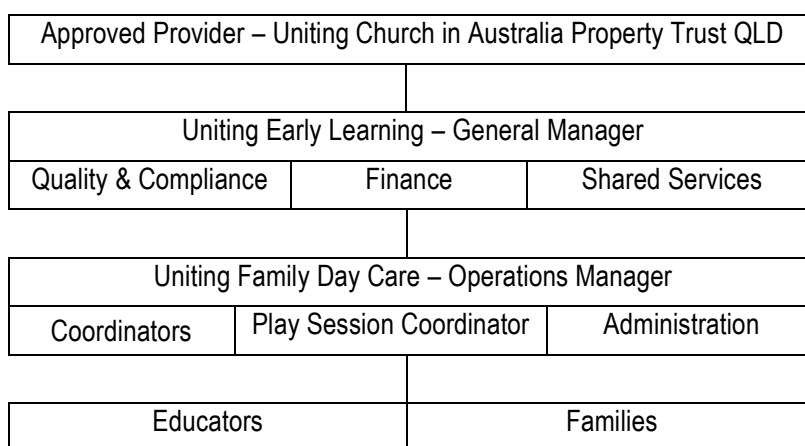 Approved Provider – Uniting Church in Australia Property Trust QLD
Uniting Early Learning – General Manager
Quality & Compliance Finance Shared Services
Uniting Family Day Care – Operations Manager
Coordinators Play Session Coordinator Administration
Educators Families